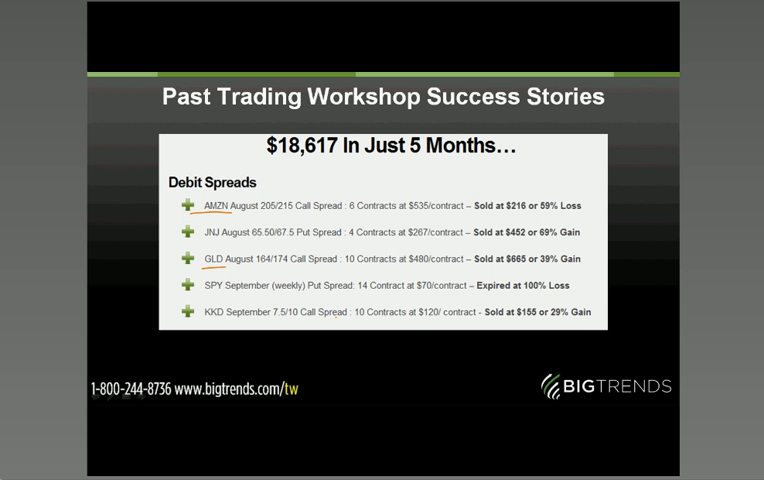 Past Trading Workshop Success Stories
$18,617 In Just 5 Months…
Debit Spreads
AMZN August 205/215 Call Spread : 6 Contracts at $535/contract – Sold at $216 or 59% Loss
JNJ August 65.50/67.5 Put Spread : 4 Contracts at $267/contract – Sold at $452 or 69% Gain
GLD August 164/174 Call Spread : 10 Contracts at $480/contract – Sold at $665 or 39% Gain
SPY September (weekly) Put Spread: 14 Contract at $70/contract – Expired at 100% Loss
KKD September 7.5/10 Call Spread : 10 Contracts at $120/ contract - Sold at $155 or 29% Gain
1-800-244-8736 www.bigtrends.com/tw
BIGTRENDS